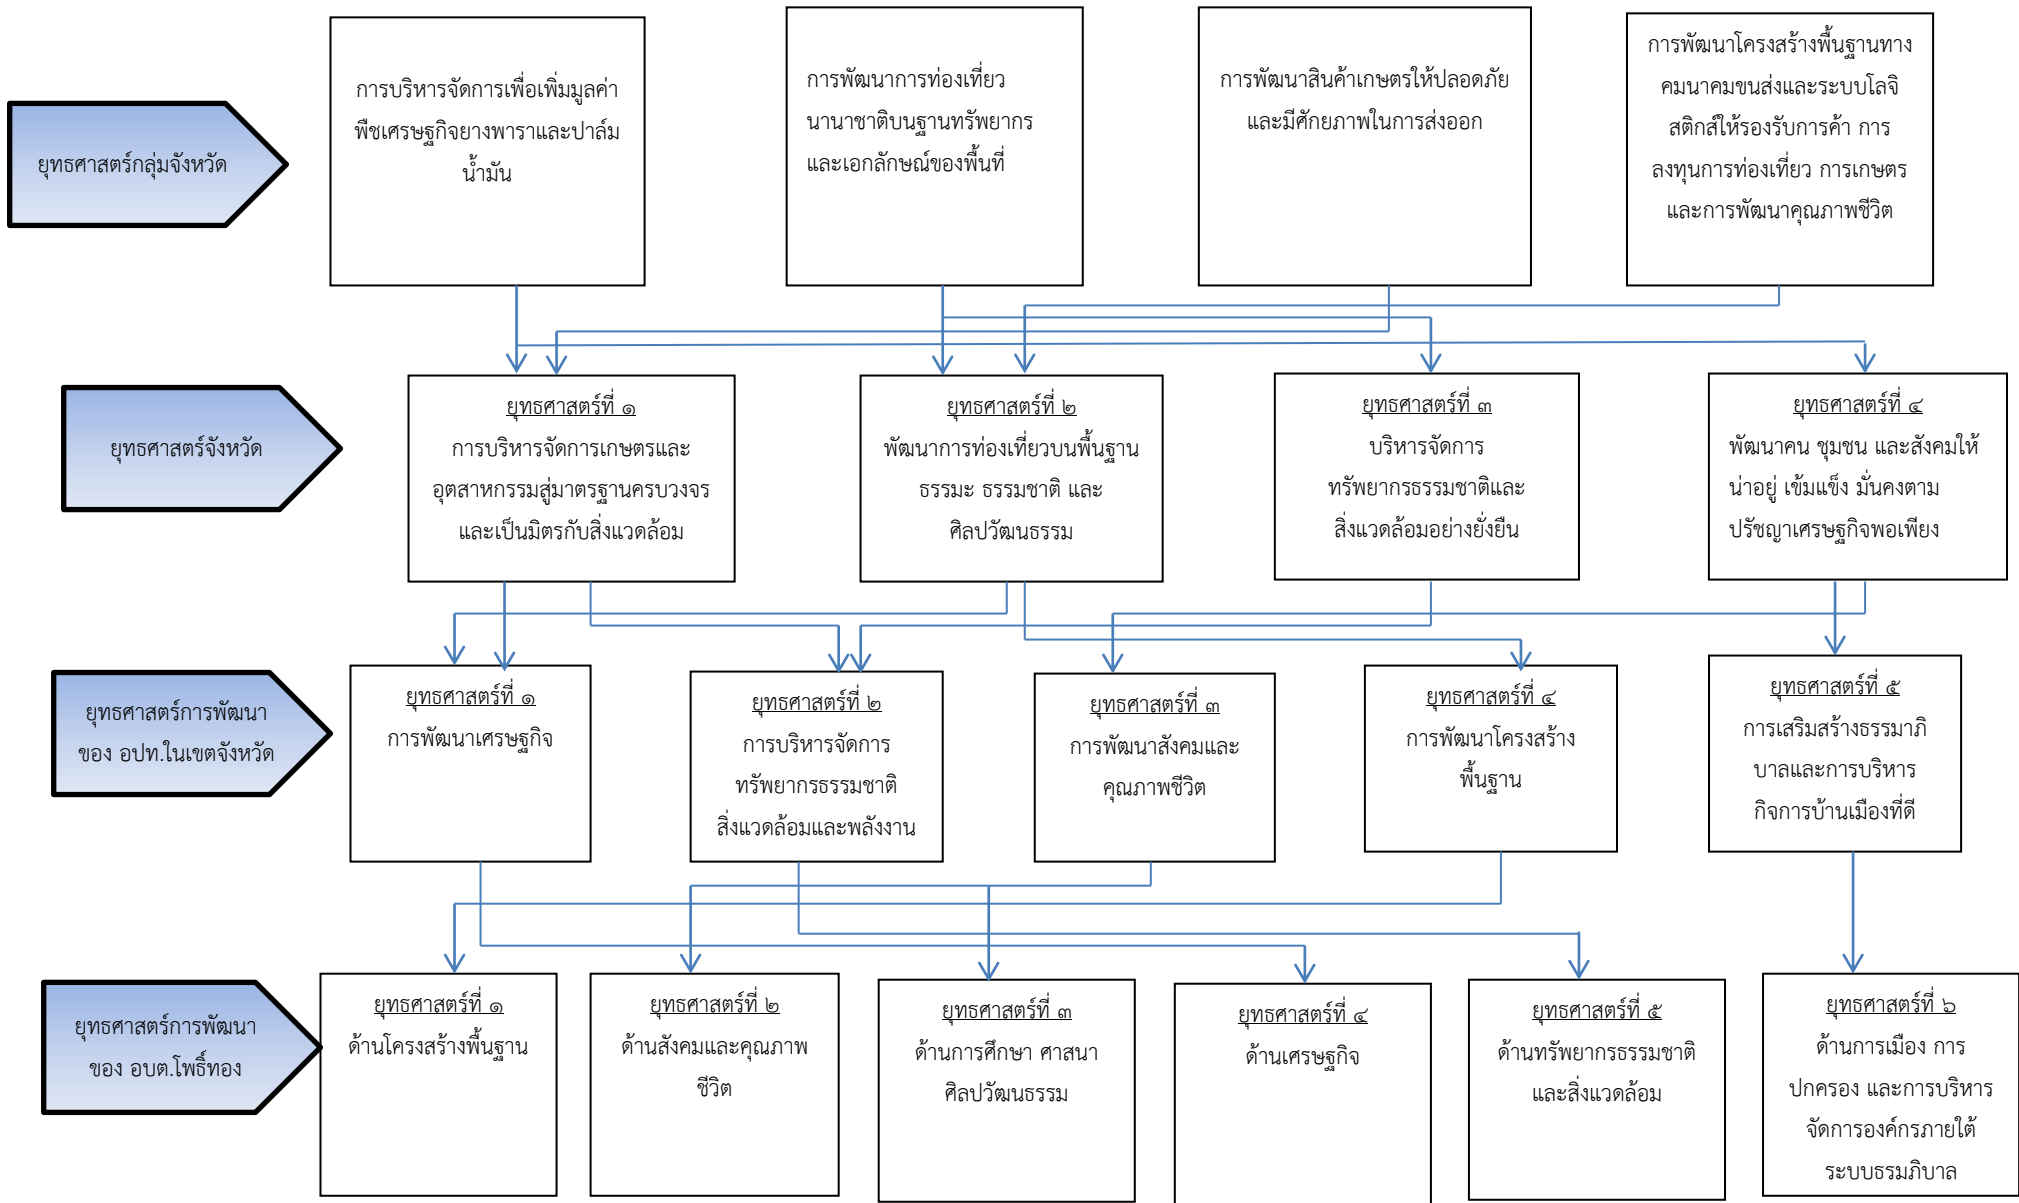 ยุทธศาสตร์กลุ่มจังหวัด
การบริหารจัดการเพื่อเพิ่มมูลค่า
พืชเศรษฐกิจยางพาราและปาล์ม
น้ำมัน
การพัฒนาการท่องเที่ยว
นานาชาติบนฐานทรัพยากร
และเอกลักษณ์ของพื้นที่
การพัฒนาสินค้าเกษตรให้ปลอดภัย
และมีศักยภาพในการส่งออก
การพัฒนาโครงสร้างพื้นฐานทาง
คมนาคมขนส่งและระบบโลจิ
สติกส์ให้รองรับการค้า การ
ลงทุนการท่องเที่ยว การเกษตร
และการพัฒนาคุณภาพชีวิต
ยุทธศาสตร์จังหวัด
ยุทธศาสตร์ที่ ๑
การบริหารจัดการเกษตรและ
อุตสาหกรรมสู่มาตรฐานครบวงจร
และเป็นมิตรกับสิ่งแวดล้อม
ยุทธศาสตร์ที่ ๒
พัฒนาการท่องเที่ยวบนพื้นฐาน
ธรรมะ ธรรมชาติ และ
ศิลปวัฒนธรรม
ยุทธศาสตร์ที่ ๓
บริหารจัดการ
ทรัพยากรธรรมชาติและ
สิ่งแวดล้อมอย่างยั่งยืน
ยุทธศาสตร์ที่ ๔
พัฒนาคน ชุมชน และสังคมให้
น่าอยู่ เข้มแข็ง มั่นคงตาม
ปรัชญาเศรษฐกิจพอเพียง
ยุทธศาสตร์การพัฒนา
ของ อปท.ในเขตจังหวัด
ยุทธศาสตร์ที่ ๑
การพัฒนาเศรษฐกิจ
ยุทธศาสตร์ที่ ๒
การบริหารจัดการ
ทรัพยากรธรรมชาติ
สิ่งแวดล้อมและพลังงาน
ยุทธศาสตร์ที่ ๓
การพัฒนาสังคมและ
คุณภาพชีวิต
ยุทธศาสตร์ที่ ๔
การพัฒนาโครงสร้าง
พื้นฐาน
ยุทธศาสตร์ที่ ๕
การเสริมสร้างธรรมาภิ
บาลและการบริหาร
กิจการบ้านเมืองที่ดี
ยุทธศาสตร์การพัฒนา
ของ อบต.โพธิ์ทอง
ยุทธศาสตร์ที่ ๑
ด้านโครงสร้างพื้นฐาน
ยุทธศาสตร์ที่ ๒
ด้านสังคมและคุณภาพ
ชีวิต
ยุทธศาสตร์ที่ ๓
ด้านการศึกษา ศาสนา
ศิลปวัฒนธรรม
ยุทธศาสตร์ที่ ๔
ด้านเศรษฐกิจ
ยุทธศาสตร์ที่ ๕
ด้านทรัพยากรธรรมชาติ
และสิ่งแวดล้อม
ยุทธศาสตร์ที่ ๖
ด้านการเมือง การ
ปกครอง และการบริหาร
จัดการองค์กรภายใต้
ระบบธรมภิบาล